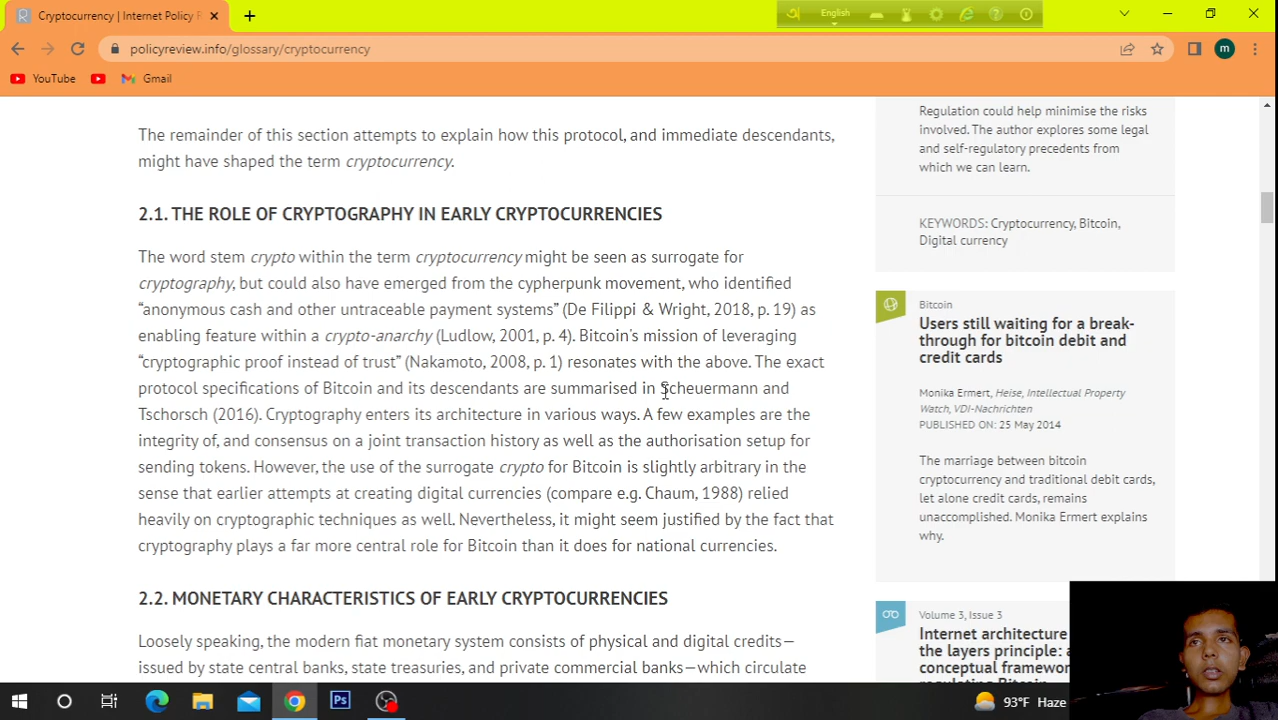 Cryptocurrency | Internet Policy R
English
policyreview.info/glossary/cryptocurrency
m
YouTube
Gmail
The remainder of this section attempts to explain how this protocol, and immediate descendants,
might have shaped the term cryptocurrency.
2.1. THE ROLE OF CRYPTOGRAPHY IN EARLY CRYPTOCURRENCIES
The word stem crypto within the term cryptocurrency might be seen as surrogate for
cryptography, but could also have emerged from the cypherpunk movement, who identified
“anonymous cash and other untraceable payment systems” (De Filippi & Wright, 2018, p. 19) as
enabling feature within a crypto-anarchy (Ludlow, 2001, p. 4). Bitcoin's mission of leveraging
“cryptographic proof instead of trust” (Nakamoto, 2008, p. 1) resonates with the above. The exact
protocol specifications of Bitcoin and its descendants are summarised in Scheuermann and
Tschorsch (2016). Cryptography enters its architecture in various ways. A few examples are the
integrity of, and consensus on a joint transaction history as well as the authorisation setup for
sending tokens. However, the use of the surrogate crypto for Bitcoin is slightly arbitrary in the
sense that earlier attempts at creating digital currencies (compare e.g. Chaum, 1988) relied
heavily on cryptographic techniques as well. Nevertheless, it might seem justified by the fact that
cryptography plays a far more central role for Bitcoin than it does for national currencies.
2.2. MONETARY CHARACTERISTICS OF EARLY CRYPTOCURRENCIES
Loosely speaking, the modern fiat monetary system consists of physical and digital credits—
issued by state central banks, state treasuries, and private commercial banks—which circulate
Regulation could help minimise the risks
involved. The author explores some legal
and self-regulatory precedents from
which we can learn.
KEYWORDS: Cryptocurrency, Bitcoin,
Digital currency
Bitcoin
Users still waiting for a break-
through for bitcoin debit and
credit cards
Monika Ermert, Heise, Intellectual Property
Watch, VDI-Nachrichten
PUBLISHED ON: 25 May 2014
The marriage between bitcoin
cryptocurrency and traditional debit cards,
let alone credit cards, remains
unaccomplished. Monika Ermert explains
why.
Volume 3, Issue 3
Internet architecture
the layers principle: a
conceptual framewo
regulating Bitcoin
Ps
93°F Haze